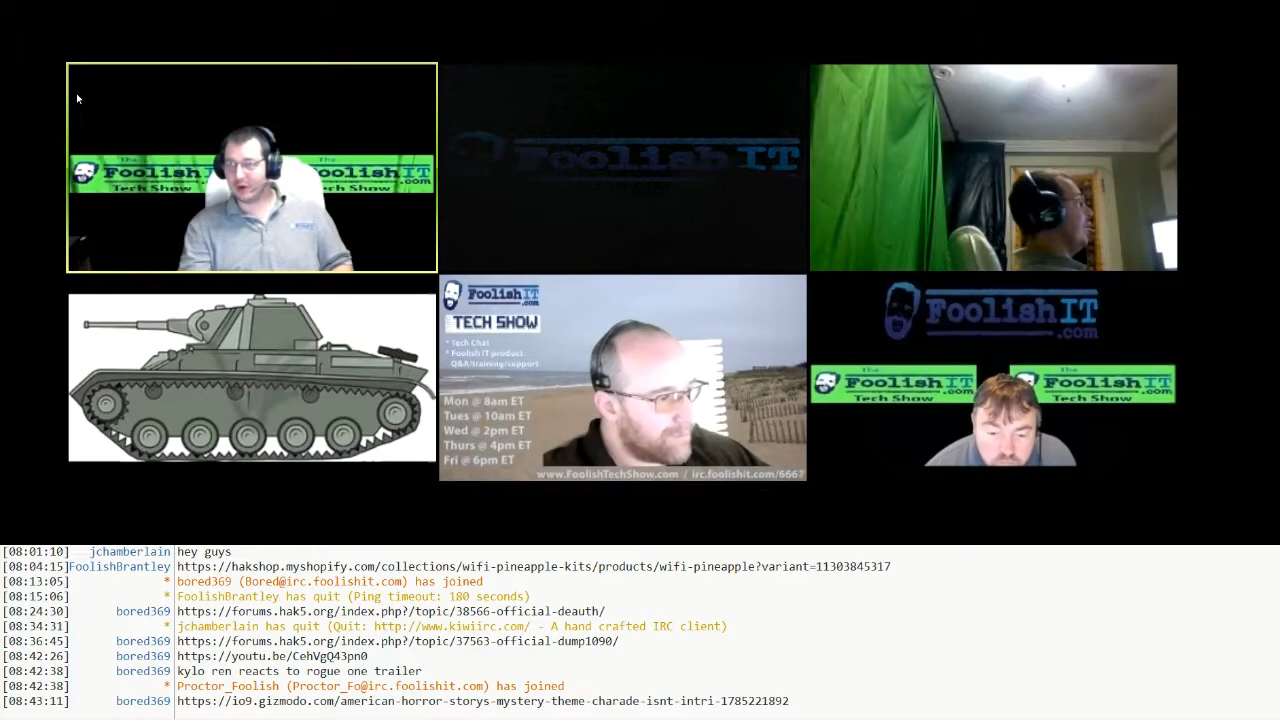 The The
FoolishIT FoolishIT
.com .com
Tech Show Tech Show
FoolishIT
FoolishIT
.com
TECH SHOW
* Tech Chat
* Foolish IT product
Q&A/training/support
Mon @ 8am ET
Tues @ 10am ET
Wed @ 2pm ET
Thurs @ 4pm ET
Fri @ 6pm ET
www.FoolishTechShow.com / irc.foolishit.com/6667
FoolishIT
.com
The The
FoolishIT FoolishIT
.com .com
Tech Show Tech Show
[08:01:10] jchamberlain hey guys
[08:04:15] FoolishBrantley https://hakshop.myshopify.com/collections/wifi-pineapple-kits/products/wifi-pineapple?variant=11303845317
[08:13:05] * bored369 (Bored@irc.foolishit.com) has joined
[08:15:06] * FoolishBrantley has quit (Ping timeout: 180 seconds)
[08:24:30] bored369 https://forums.hak5.org/index.php?/topic/38566-official-deauth/
[08:34:31] * jchamberlain has quit (Quit: http://www.kiwiirc.com/ - A hand crafted IRC client)
[08:36:45] bored369 https://forums.hak5.org/index.php?/topic/37563-official-dump1090/
[08:42:26] bored369 https://youtu.be/CehVgQ43pn0
[08:42:38] bored369 kylo ren reacts to rogue one trailer
[08:42:38] * Proctor_Foolish (Proctor_Fo@irc.foolishit.com) has joined
[08:43:11] bored369 https://io9.gizmodo.com/american-horror-storys-mystery-theme-charade-isnt-intri-1785221892